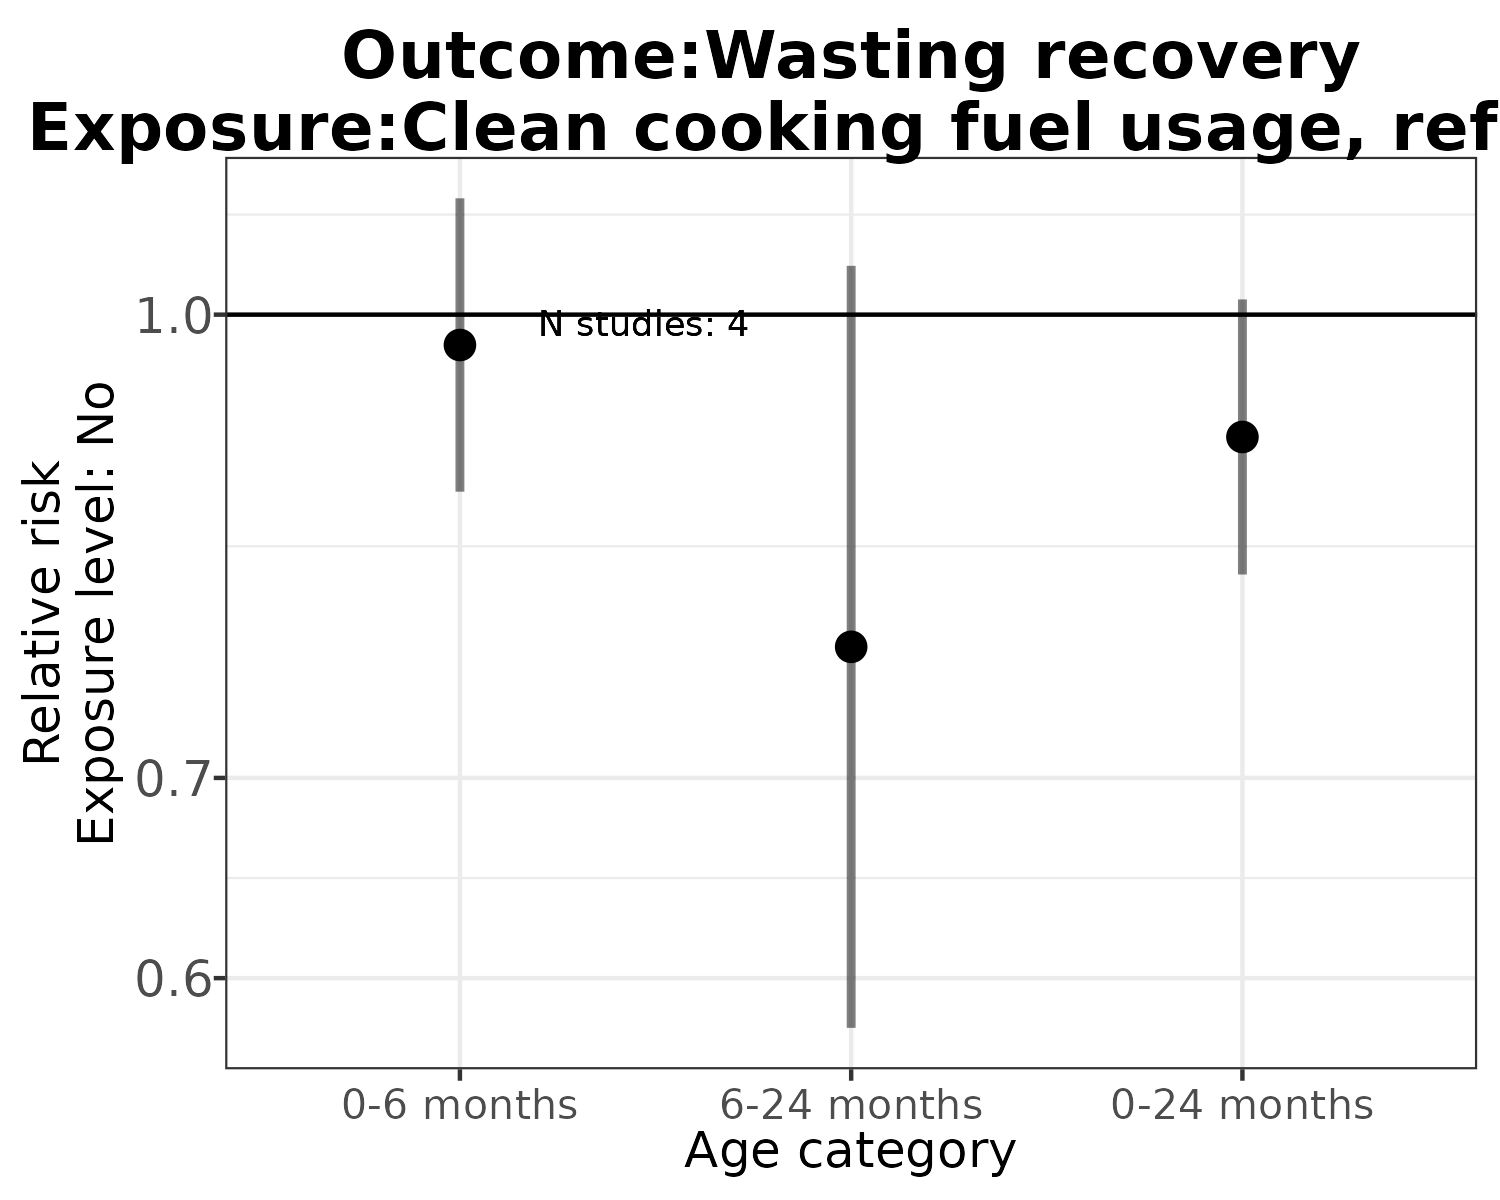 Outcome:Wasting recovery
Exposure:Clean cooking fuel usage, ref
Relative risk
Exposure level: No
1.0
0.7
0.6
N studies: 4
0-6 months
6-24 months
0-24 months
Age category